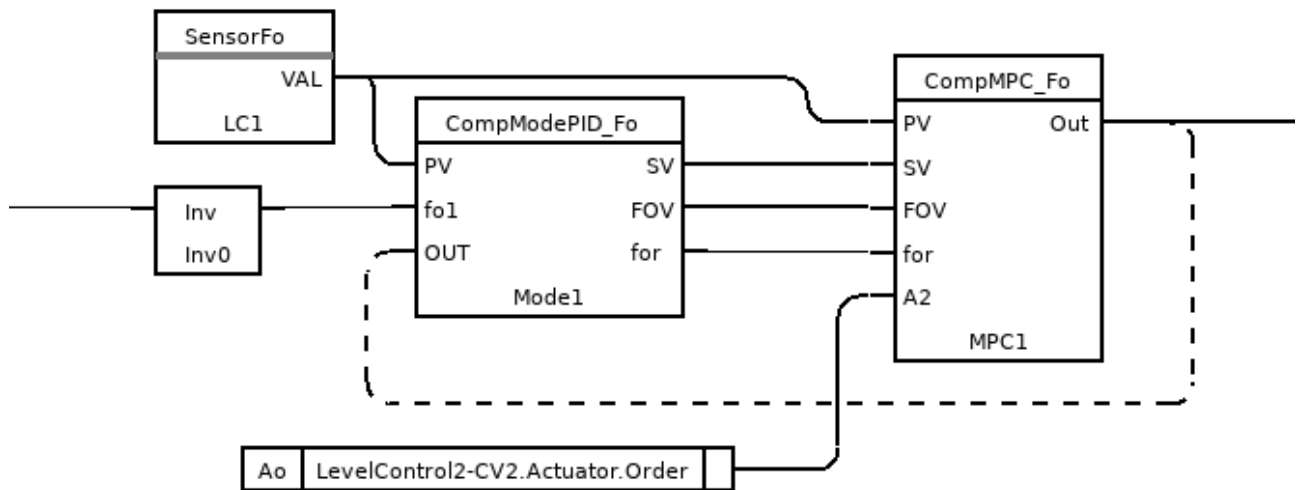 SensorFo
VAL
LC1
CompModePID_Fo
PV SV
fo1 FOV
OUT for
Mode1
CompMPC_Fo
PV Out
SV
FOV
for
A2
MPC1
Inv
Inv0
Ao LevelControl2-CV2.Actuator.Order